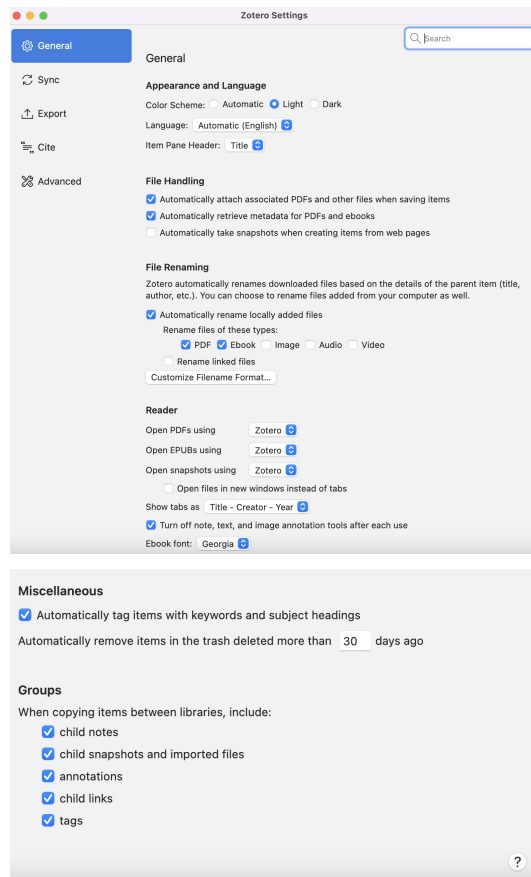 Zotero Settings
General
Sync
Export
Cite
Advanced
Search
General
Appearance and Language
Color Scheme: Automatic Light Dark
Language: Automatic (English)
Item Pane Header: Title
File Handling
Automatically attach associated PDFs and other files when saving items
Automatically retrieve metadata for PDFs and ebooks
Automatically take snapshots when creating items from web pages
File Renaming
Zotero automatically renames downloaded files based on the details of the parent item (title,
author, etc.). You can choose to rename files added from your computer as well.
Automatically rename locally added files
Rename files of these types:
PDF Ebook Image Audio Video
Rename linked files
Customize Filename Format...
Reader
Open PDFs using Zotero
Open EPUBs using Zotero
Open snapshots using Zotero
Open files in new windows instead of tabs
Show tabs as Title - Creator - Year
Turn off note, text, and image annotation tools after each use
Ebook font: Georgia
Miscellaneous
Automatically tag items with keywords and subject headings
Automatically remove items in the trash deleted more than 30 days ago
Groups
When copying items between libraries, include:
child notes
child snapshots and imported files
annotations
child links
tags
?